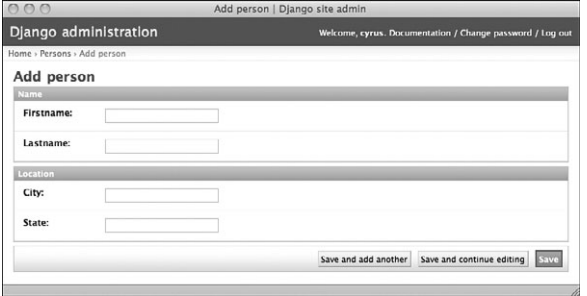 Add person | Django site admin
Django administration
Welcome, cyrus. Documentation / Change password / Log out
Home › Persons › Add person
Add person
Name
Firstname:
Lastname:
Location
City:
State:
Save and add another
Save and continue editing
Save